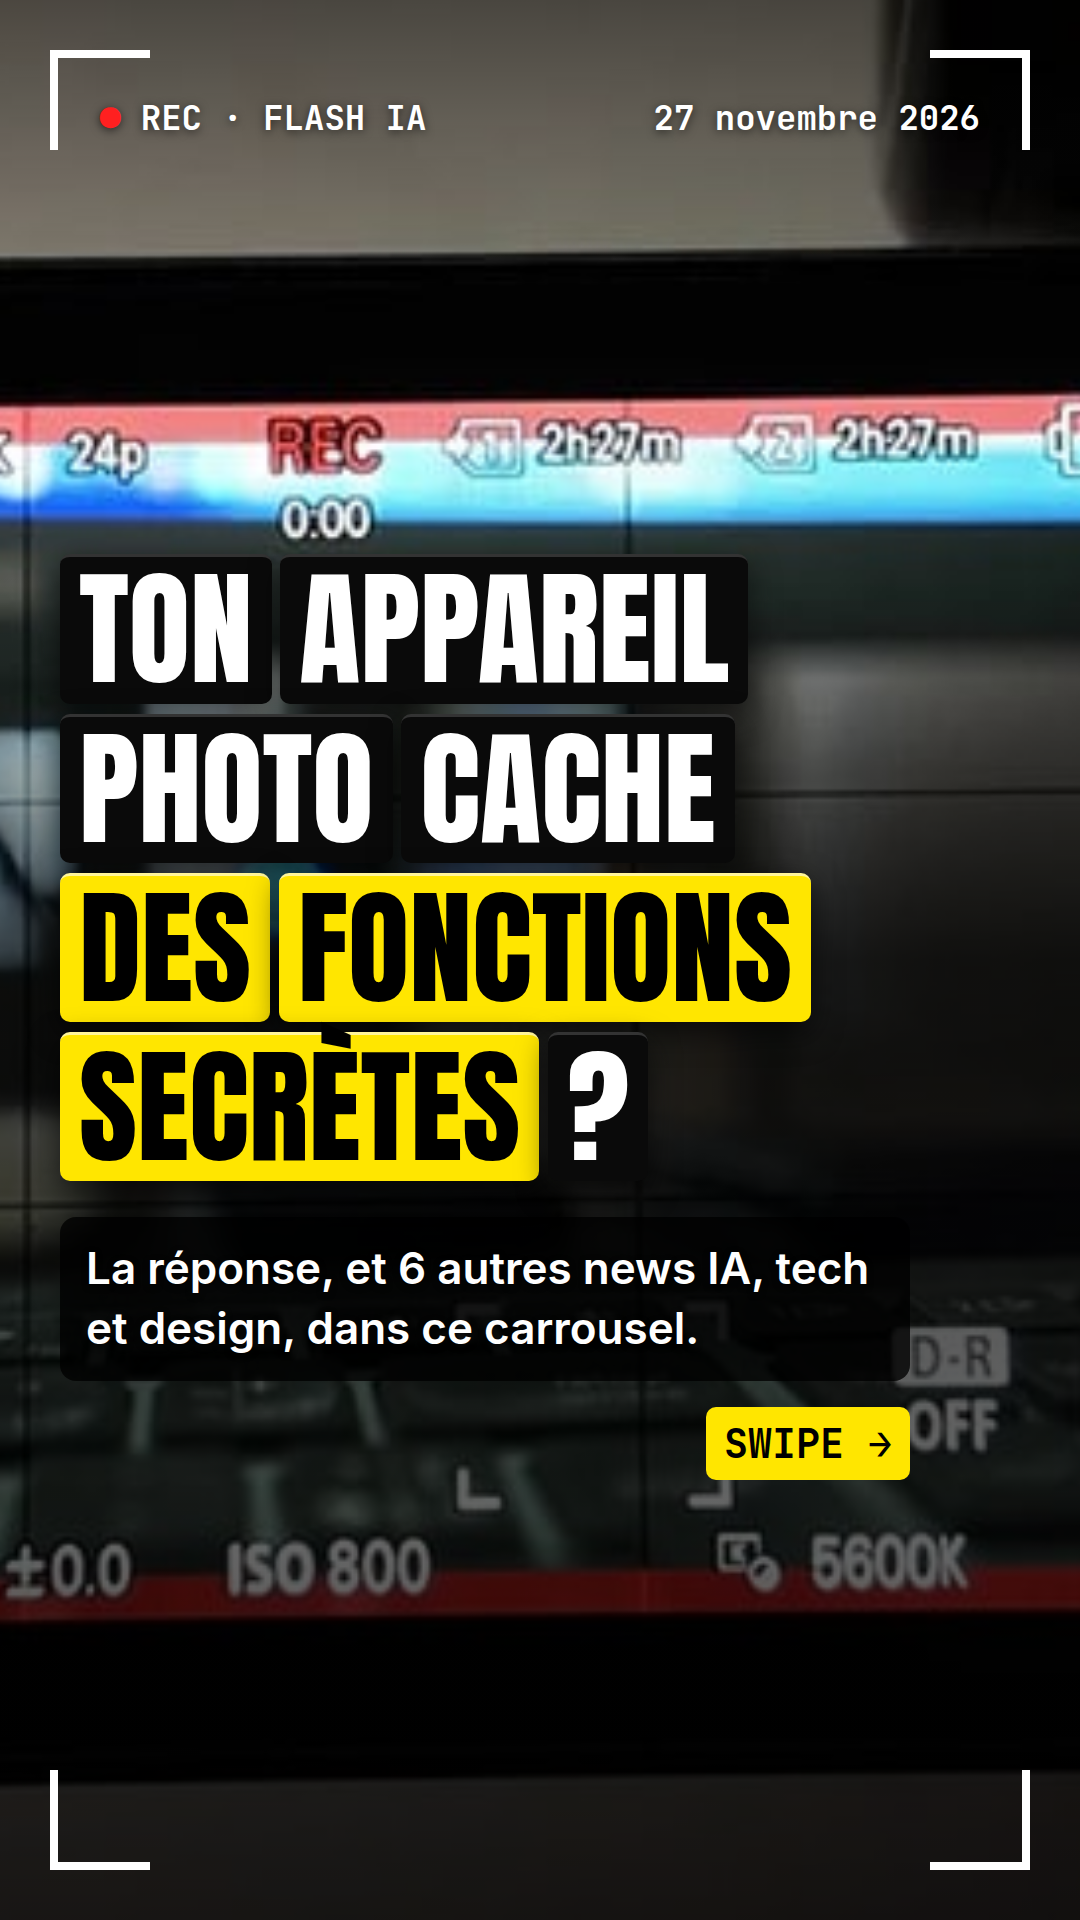 REC · FLASH IA
27 novembre 2026
24p REC 2h27m 2h27m
0:00
TON APPAREIL
PHOTO CACHE
DES FONCTIONS
SECRÈTES ?
La réponse, et 6 autres news IA, tech
et design, dans ce carrousel.
D-R
OFF
SWIPE →
±0.0 ISO 800 5600K